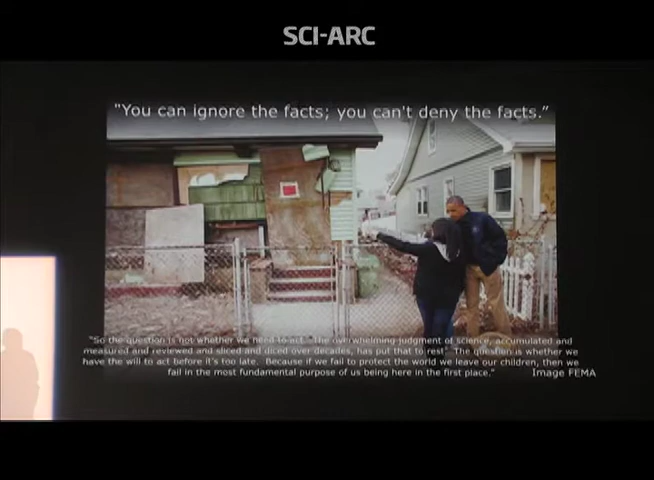 SCI-ARC
"You can ignore the facts; you can't deny the facts."
"So the question is not whether we need to act." The overwhelming judgment of science, accumulated and
measured and reviewed and sliced and diced over decades, has put that to rest". The question is whether we
have the will to act before it's too late. Because if we fail to protect the world we leave our children, then we
fail in the most fundamental purpose of us being here in the first place." Image FEMA